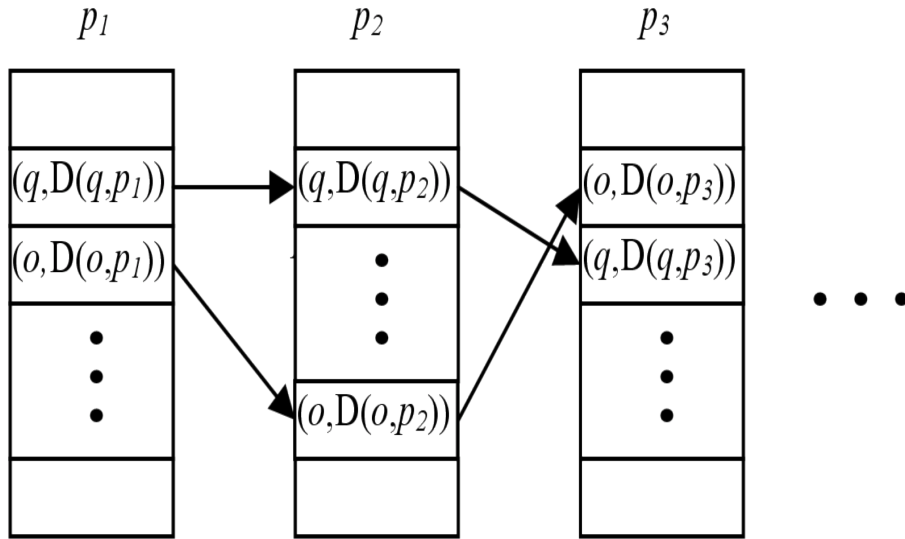 p1 p2 p3
(q,D(q,p1)) (q,D(q,p2)) (o,D(o,p3))
(o,D(o,p1)) (q,D(q,p3))
(o,D(o,p2))